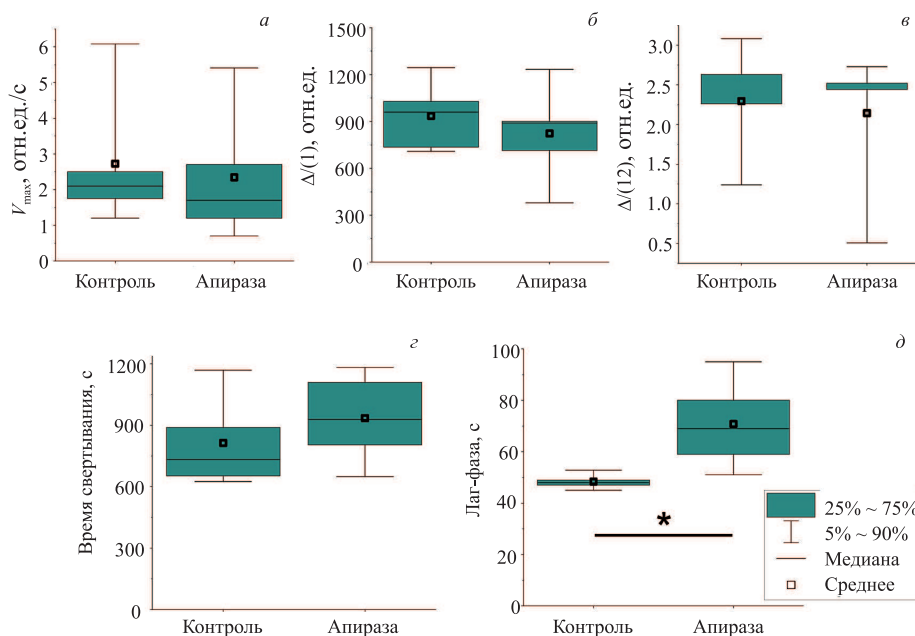 а
V max, отн.ед./с
6
5
4
3
2
1
0
Контроль
Апираза
б
Δ/(1), отн.ед.
1500
1200
900
600
300
0
Контроль
Апираза
в
Δ/(12), отн.ед.
3.0
2.5
2.0
1.5
1.0
0.5
Контроль
Апираза
г
Время свертывания, с
1200
900
600
300
0
Контроль
Апираза
д
Лаг-фаза, с
100
80
60
40
20
0
*
Контроль
Апираза
25% ~ 75%
5% ~ 90%
Медиана
Среднее